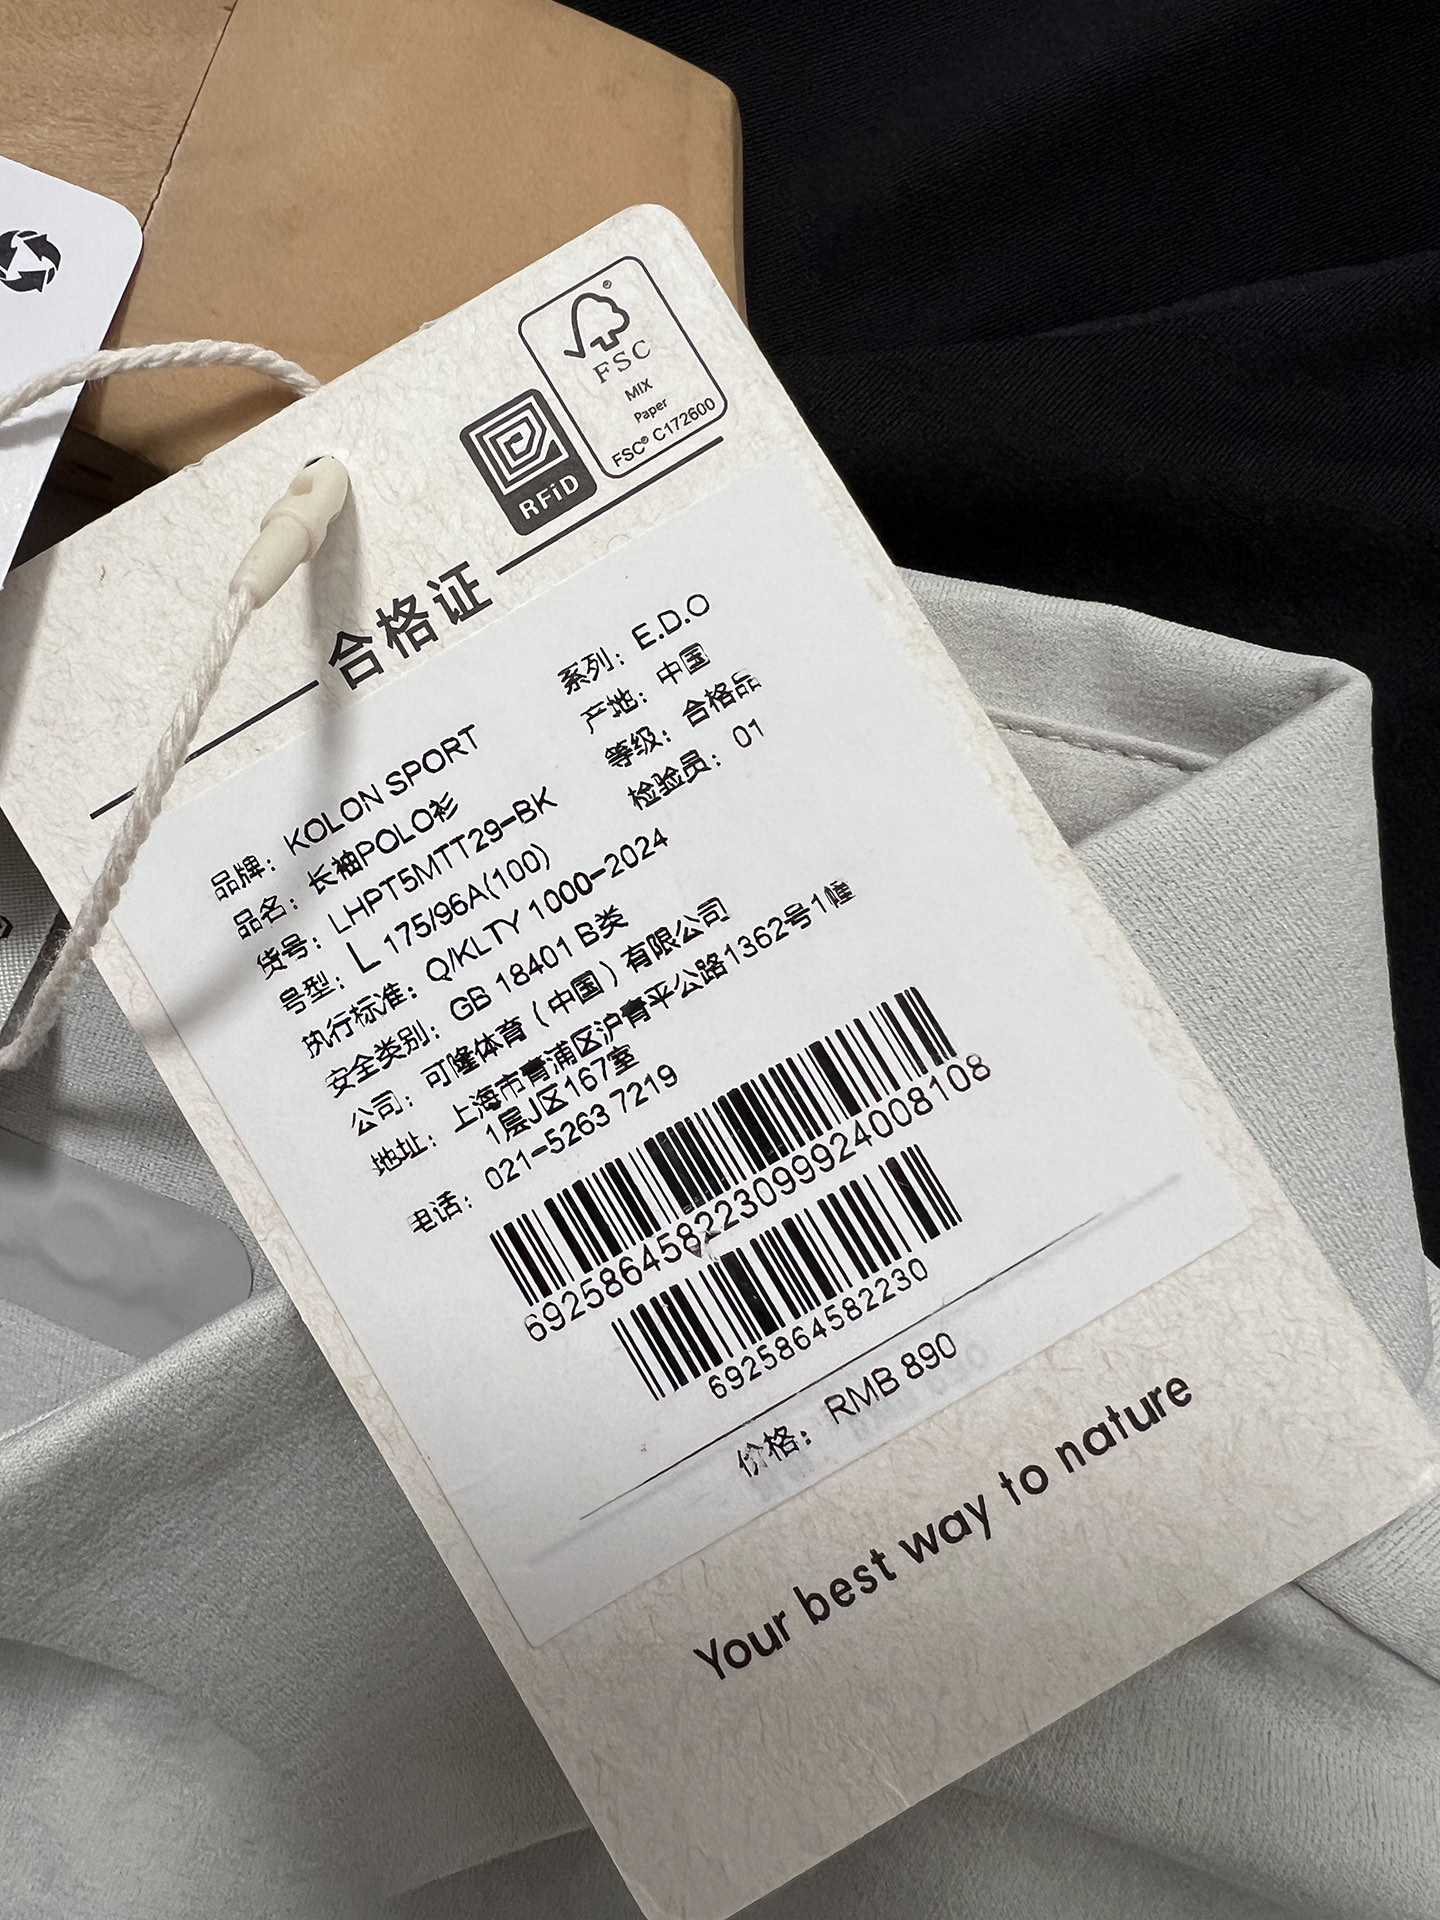 FSC
MIX
Paper
FSC® C172600
RFiD
合格证
系列：E.D.O
产地：中国
等级：合格品
检验员：01
品牌：KOLON SPORT
品名：长袖POLO衫
货号：LHPT5MTT29-BK
号型：L 175/96A(100)
执行标准：Q/KLTY 1000-2024
安全类别：GB 18401 B类
公司：可隆体育（中国）有限公司
地址：上海市青浦区沪青平公路1362号1幢
1层J区167室
电话：021-5263 7219
692586458223099924008108
6925864582230
价格：RMB 890
Your best way to nature